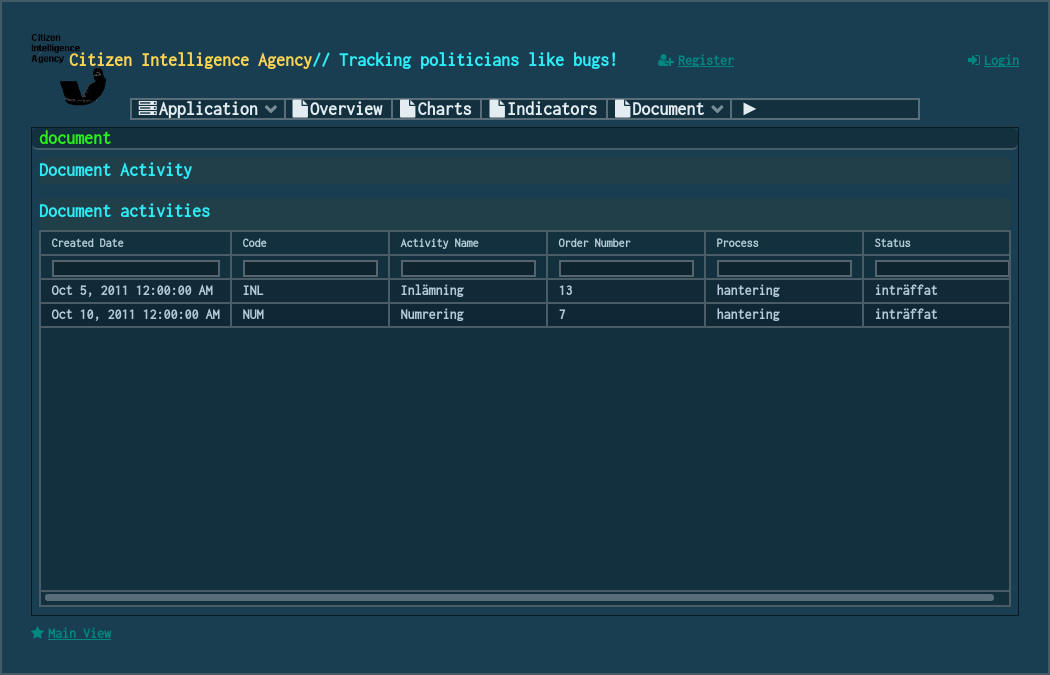 Citizen
Intelligence
Agency
Citizen Intelligence Agency// Tracking politicians like bugs!
Register
Login
Application
Overview
Charts
Indicators
Document
document
Document Activity
Document activities
Created Date Code Activity Name Order Number Process Status
Oct 5, 2011 12:00:00 AM INL Inlämning 13 hantering inträffat
Oct 10, 2011 12:00:00 AM NUM Numrering 7 hantering inträffat
Main View